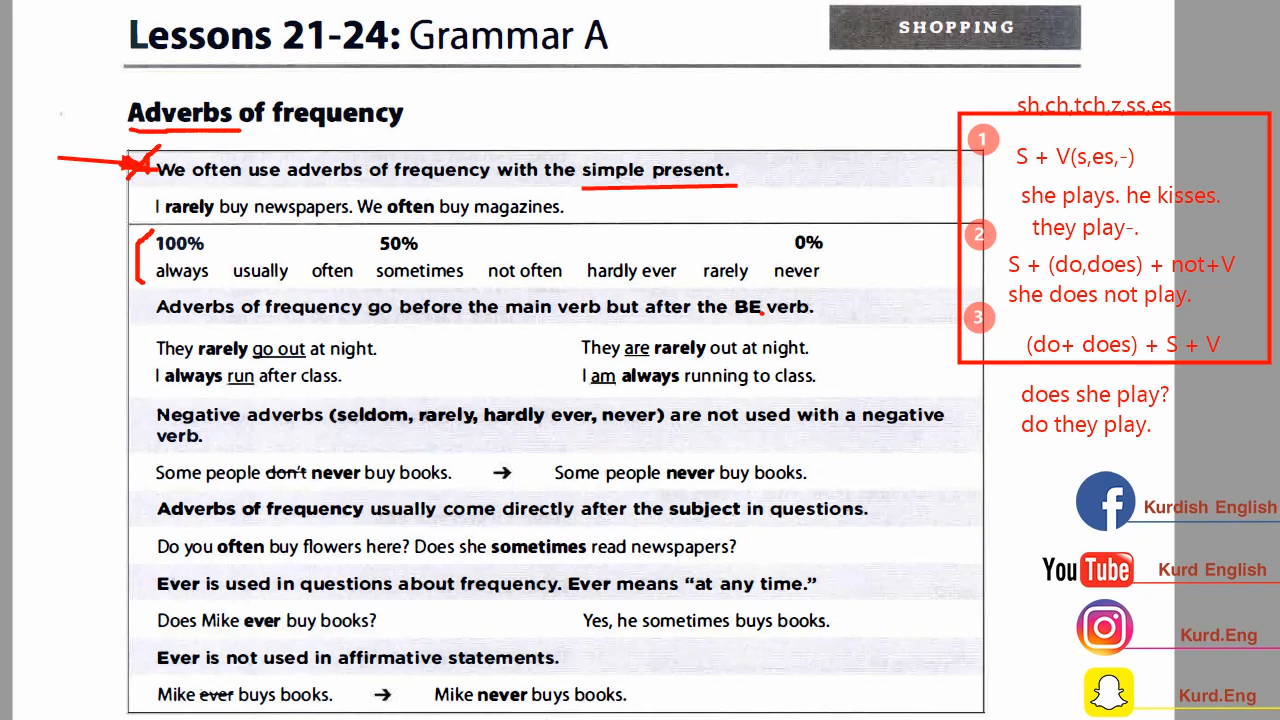 Lessons 21-24: Grammar A
SHOPPING
Adverbs of frequency
We often use adverbs of frequency with the simple present.
I rarely buy newspapers. We often buy magazines.
100% 50% 0%
always usually often sometimes not often hardly ever rarely never
Adverbs of frequency go before the main verb but after the BE verb.
They rarely go out at night. They are rarely out at night.
I always run after class. I am always running to class.
Negative adverbs (seldom, rarely, hardly ever, never) are not used with a negative
verb.
Some people don't never buy books. → Some people never buy books.
Adverbs of frequency usually come directly after the subject in questions.
Do you often buy flowers here? Does she sometimes read newspapers?
Ever is used in questions about frequency. Ever means “at any time.”
Does Mike ever buy books? Yes, he sometimes buys books.
Ever is not used in affirmative statements.
Mike ever buys books. → Mike never buys books.
sh,ch,tch,z,ss,es
1
S + V(s,es,-)
she plays. he kisses.
they play-.
2
S + (do,does) + not+V
she does not play.
3
(do+ does) + S + V
does she play?
do they play.
Kurdish English
YouTube Kurd English
Kurd.Eng
Kurd.Eng